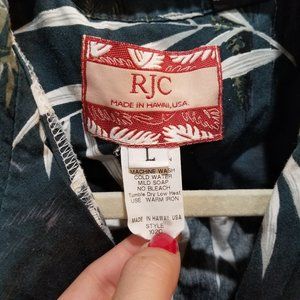 RJC
MADE IN HAWAII, U.S.A.
L
MACHINE WASH
COLD WATER
MILD SOAP
NO BLEACH
Tumble Dry Low Heat
USE WARM IRON
MADE IN HAWAII, USA
STYLE